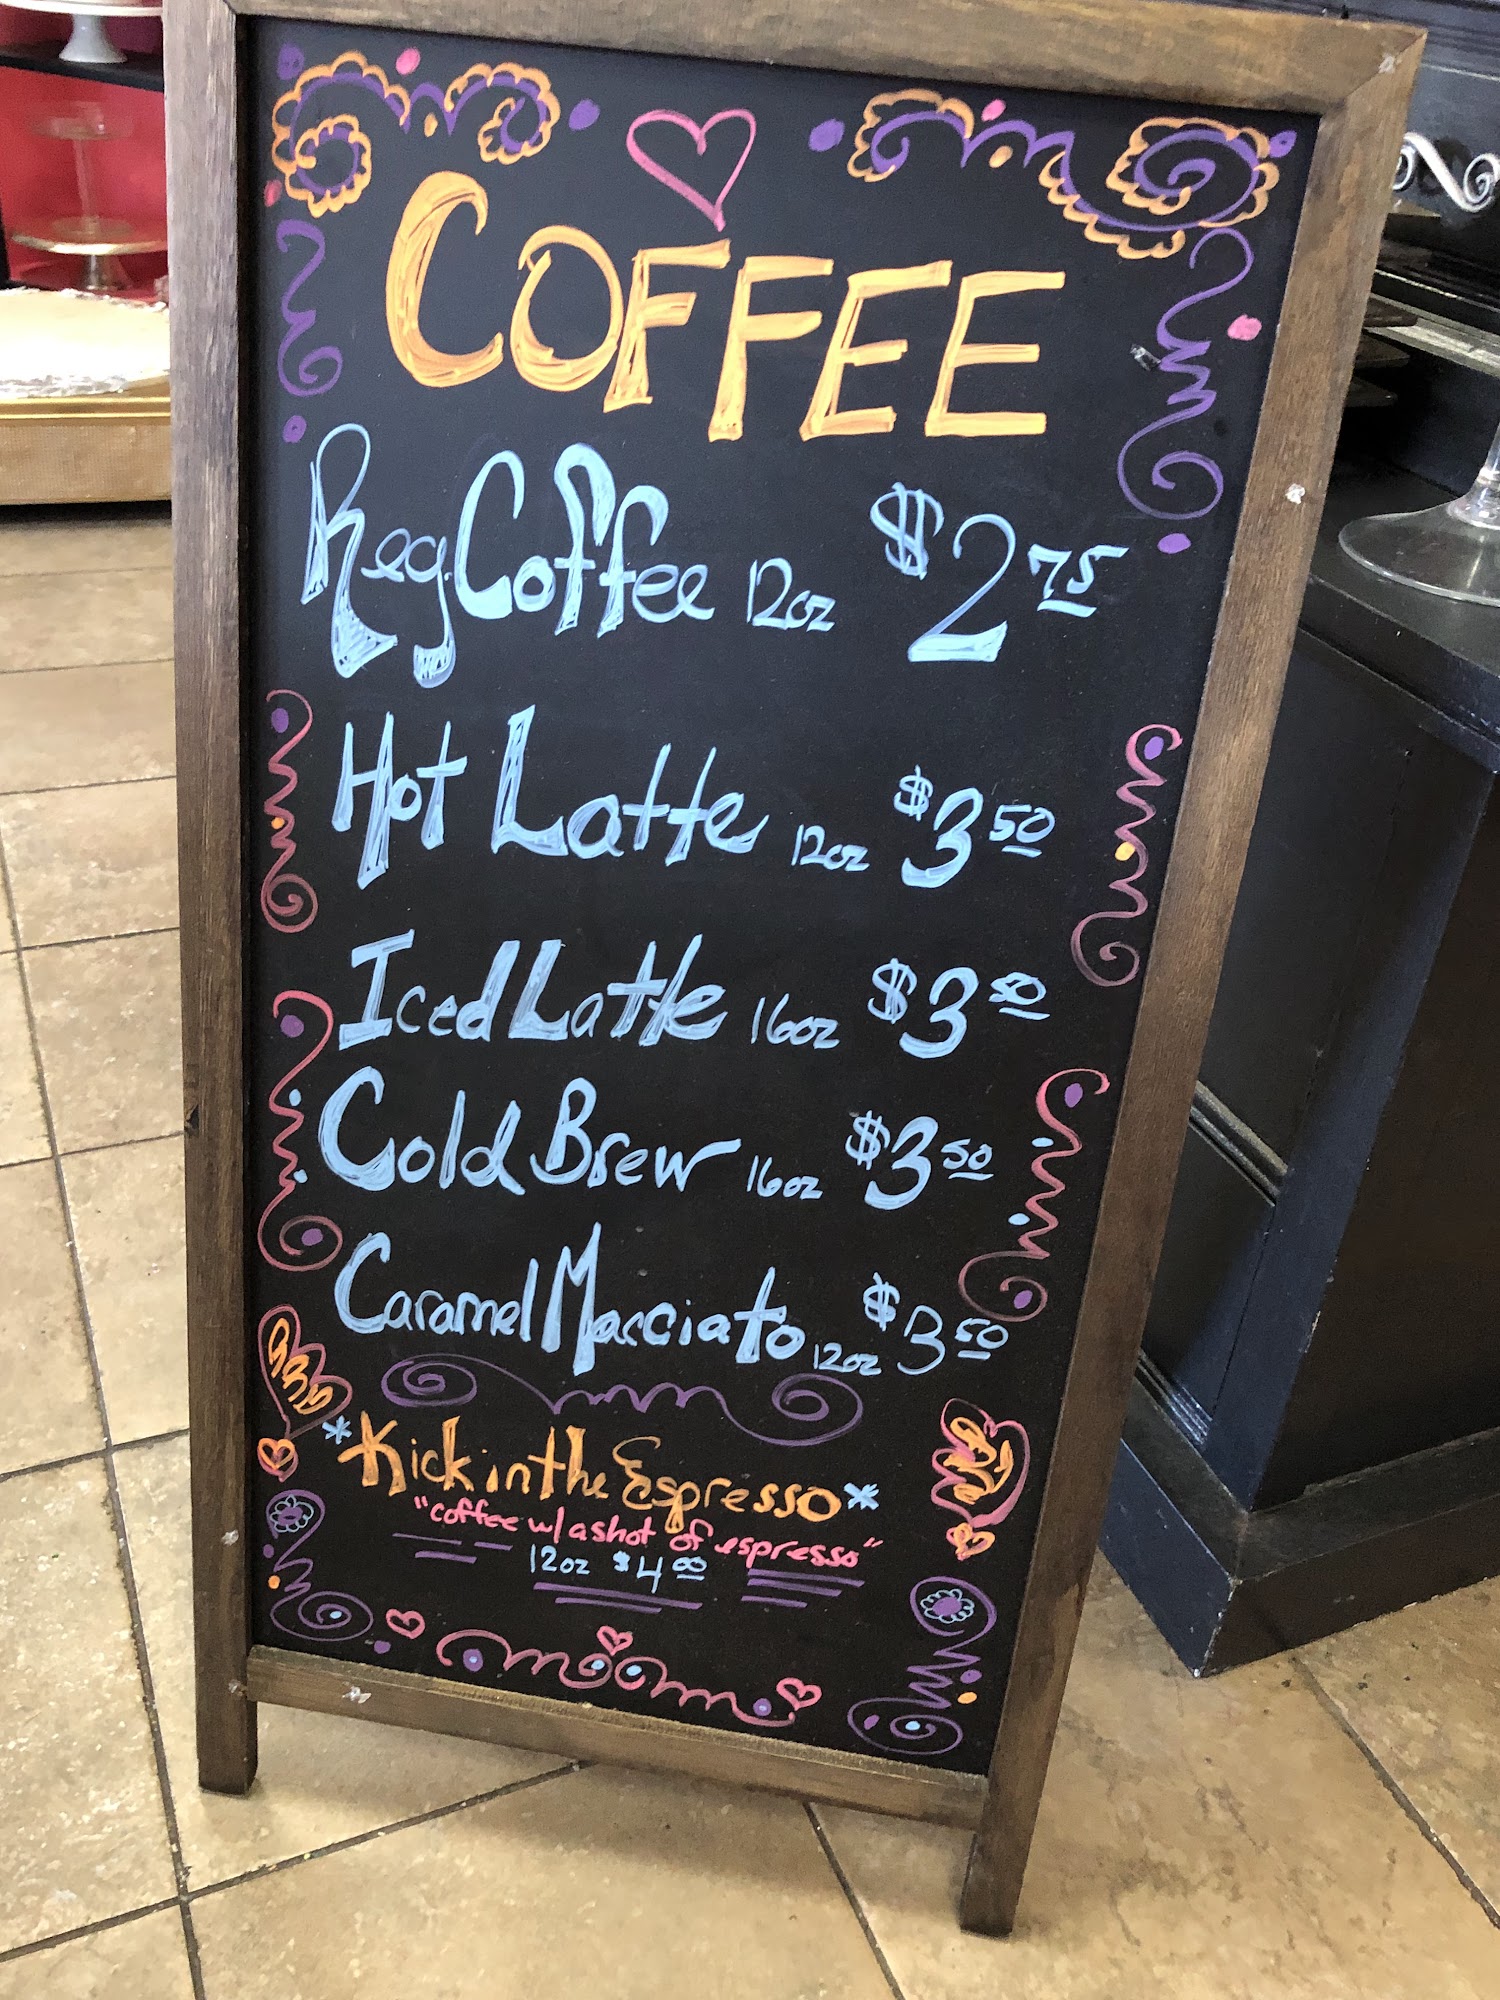 COFFEE
Reg Coffee 12oz $2 75
Hot Latte 12oz $3 50
Iced Latte 16oz $3 50
Cold Brew 16oz $3 50
Caramel Macciato 12oz $3 50
*Kick in the Espresso*
"coffee w/ a shot of espresso"
12oz $4 00